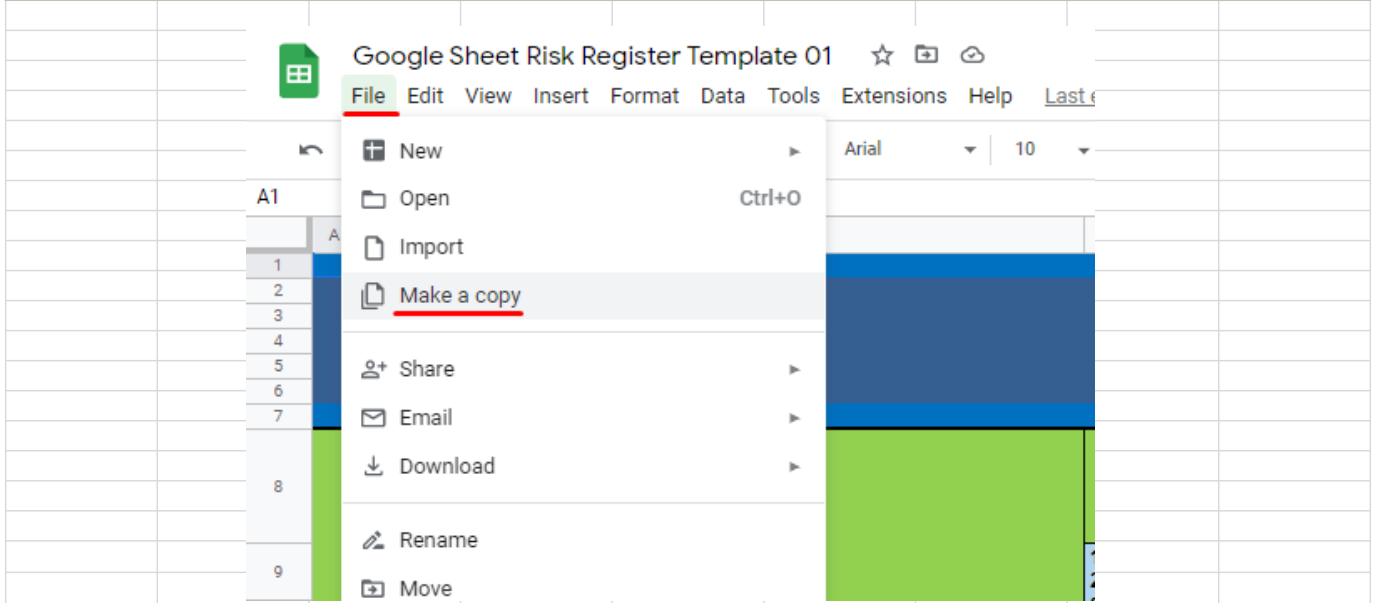 Google Sheet Risk Register Template 01
File Edit View Insert Format Data Tools Extensions Help Last
New Arial 10
Open Ctrl+O
A1
A
Import
1
Make a copy
2
3
4
5
Share
6
7
Email
Download
8
Rename
9
Move